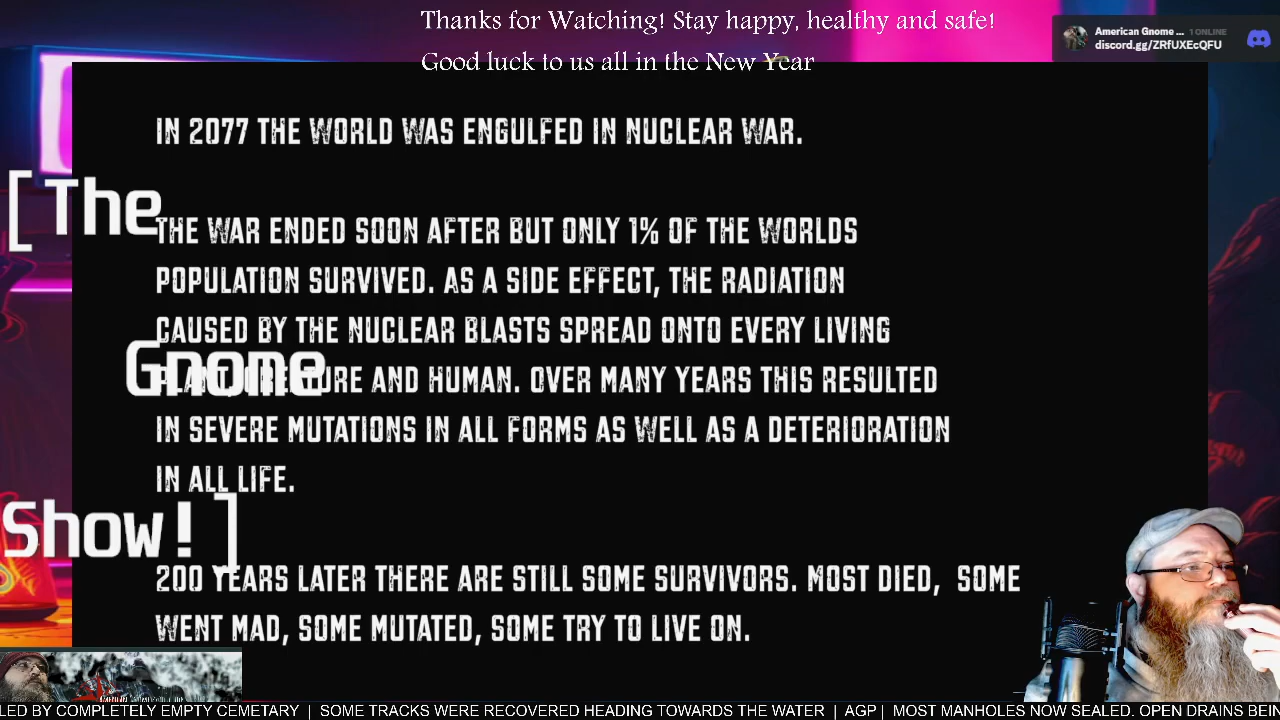 Thanks for Watching! Stay happy, healthy and safe!
Good luck to us all in the New Year
American Gnome ... 1 ONLINE
discord.gg/ZRfUXEcQFU
IN 2077 THE WORLD WAS ENGULFED IN NUCLEAR WAR.
[The
THE WAR ENDED SOON AFTER BUT ONLY 1% OF THE WORLDS
POPULATION SURVIVED. AS A SIDE EFFECT, THE RADIATION
CAUSED BY THE NUCLEAR BLASTS SPREAD ONTO EVERY LIVING
Gnome
AND HUMAN. OVER MANY YEARS THIS RESULTED
IN SEVERE MUTATIONS IN ALL FORMS AS WELL AS A DETERIORATION
IN ALL LIFE.
Show!]
200 YEARS LATER THERE ARE STILL SOME SURVIVORS. MOST DIED, SOME
WENT MAD, SOME MUTATED, SOME TRY TO LIVE ON.
LED BY COMPLETELY EMPTY CEMETARY | SOME TRACKS WERE RECOVERED HEADING TOWARDS THE WATER | AGP | MOST MANHOLES NOW SEALED. OPEN DRAINS BEIN